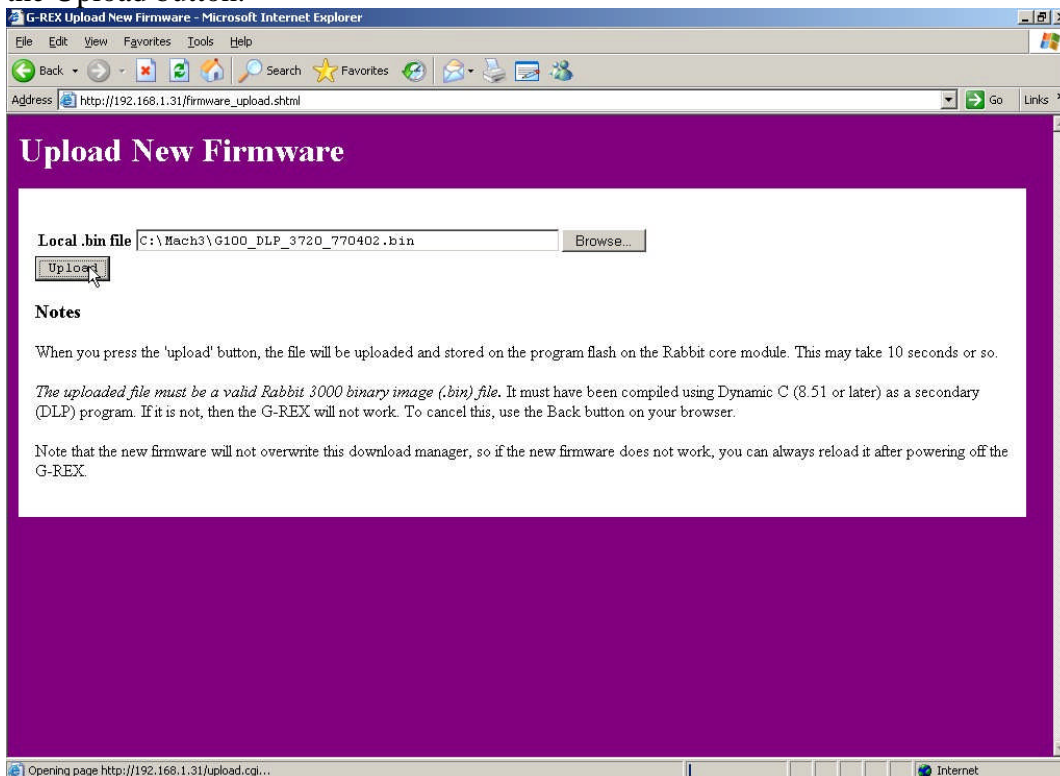 the Upload button.
G-REX Upload New Firmware - Microsoft Internet Explorer
File Edit View Favorites Tools Help
Back Search Favorites
Address http://192.168.1.31/firmware_upload.shtml Go Links
Upload New Firmware
Local .bin file C:\Mach3\G100_DLP_3720_770402.bin Browse...
Upload
Notes
When you press the 'upload' button, the file will be uploaded and stored on the program flash on the Rabbit core module. This may take 10 seconds or so.
The uploaded file must be a valid Rabbit 3000 binary image (.bin) file. It must have been compiled using Dynamic C (8.51 or later) as a secondary
(DLP) program. If it is not, then the G-REX will not work. To cancel this, use the Back button on your browser.
Note that the new firmware will not overwrite this download manager, so if the new firmware does not work, you can always reload it after powering off the
G-REX.
Opening page http://192.168.1.31/upload.cgi... Internet